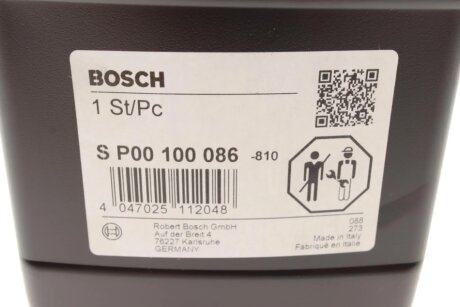 BOSCH
1 St/Pc
S P00 100 086 -810
4 047025 112048
Robert Bosch GmbH
Auf der Breit 4
76227 Karlsruhe
GERMANY
088
273
Made in Italy
Fabriqué en Italie